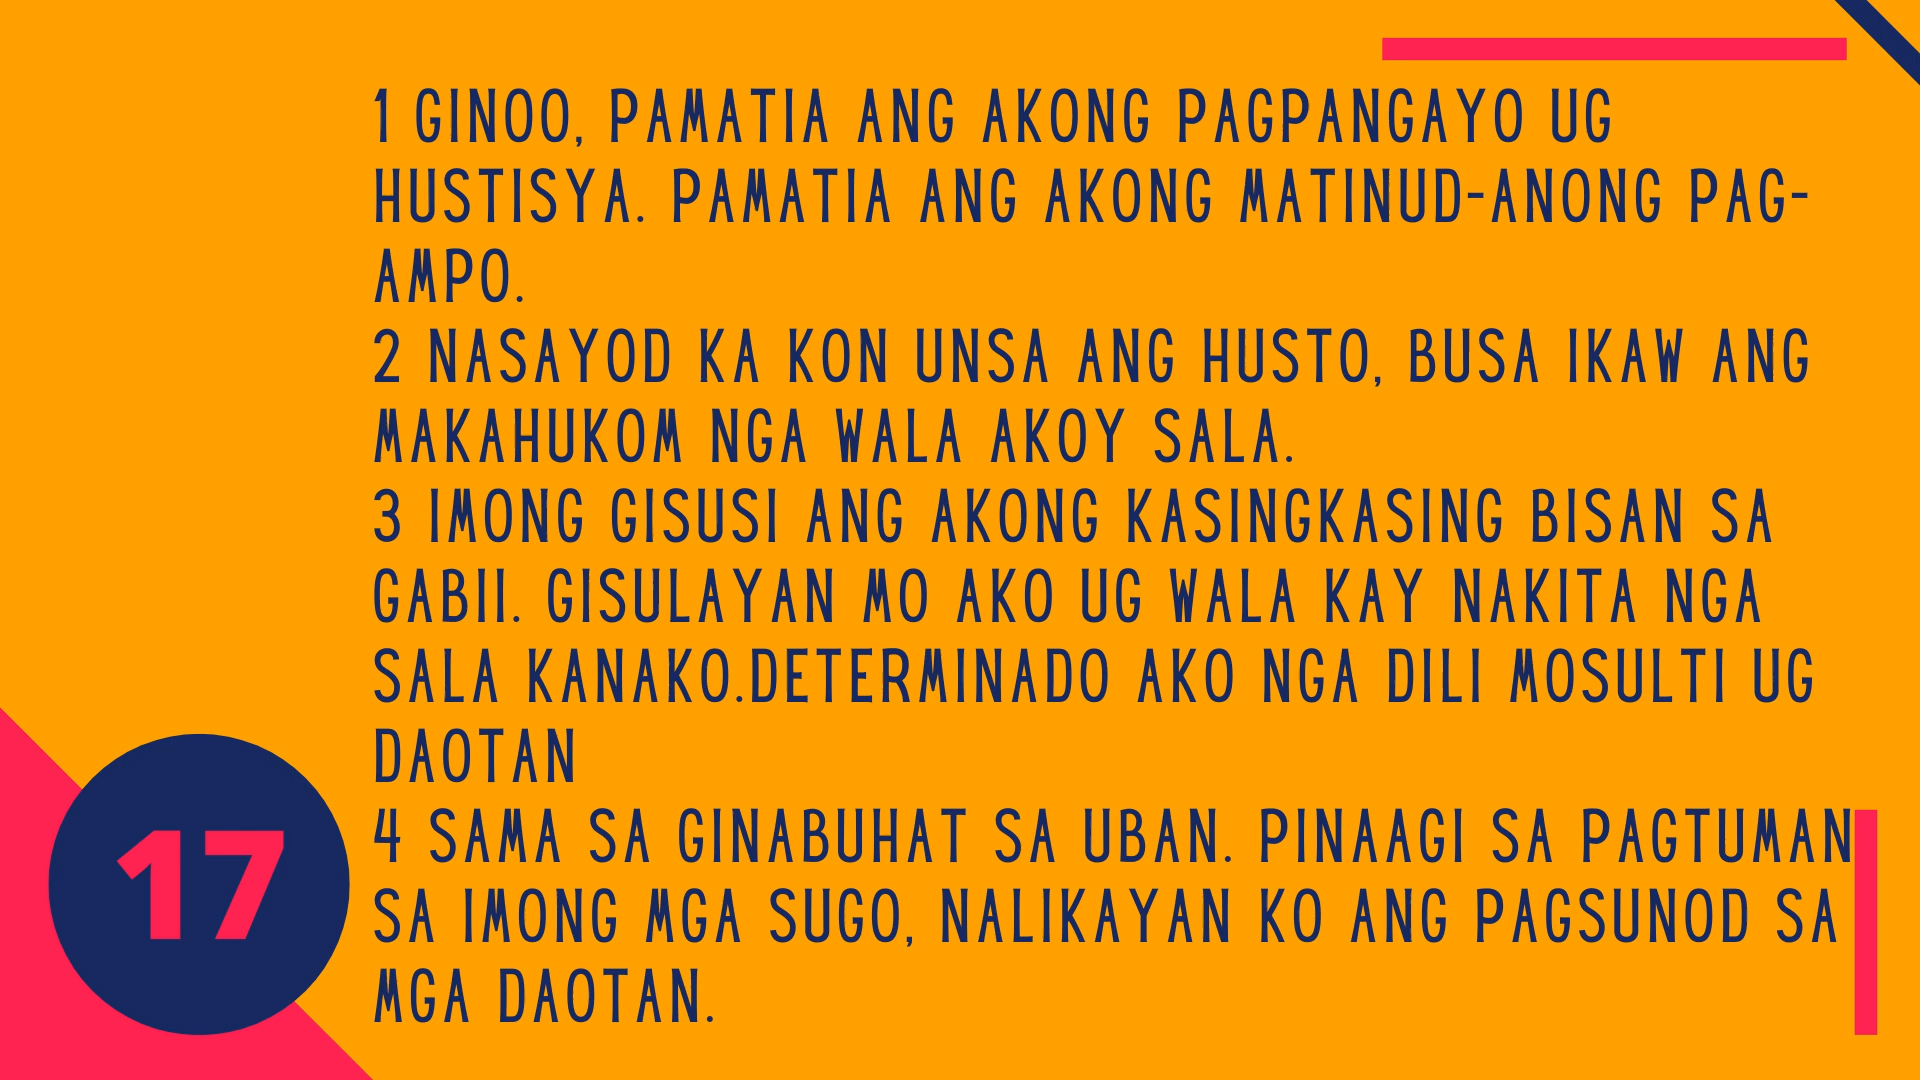 1 GINOO, PAMATIA ANG AKONG PAGPANGAYO UG
HUSTISYA. PAMATIA ANG AKONG MATINUD-ANONG PAG-
AMPO.
2 NASAYOD KA KON UNSA ANG HUSTO, BUSA IKAW ANG
MAKAHUKOM NGA WALA AKOY SALA.
3 IMONG GISUSI ANG AKONG KASINGKASING BISAN SA
GABII. GISULAYAN MO AKO UG WALA KAY NAKITA NGA
SALA KANAKO.DETERMINADO AKO NGA DILI MOSULTI UG
DAOTAN
4 SAMA SA GINABUHAT SA UBAN. PINAAGI SA PAGTUMAN
SA IMONG MGA SUGO, NALIKAYAN KO ANG PAGSUNOD SA
MGA DAOTAN.
17